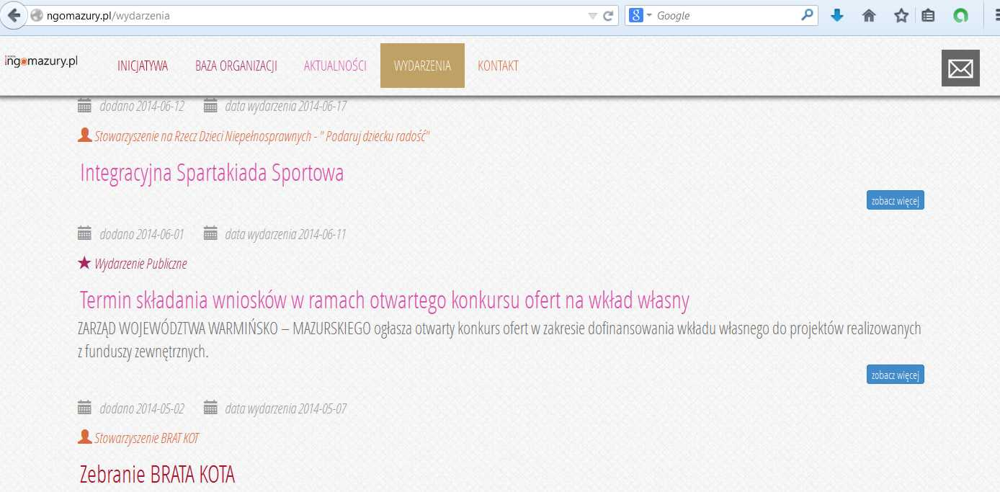 ngomazury.pl/wydarzenia
Google
ngomazury.pl INICJATYWA BAZA ORGANIZACJI AKTUALNOŚCI WYDARZENIA KONTAKT
dodano 2014-06-12 data wydarzenia 2014-06-17
Stowarzyszenie na Rzecz Dzieci Niepełnosprawnych - " Podaruj dziecku radość"
Integracyjna Spartakiada Sportowa
zobacz więcej
dodano 2014-06-01 data wydarzenia 2014-06-11
Wydarzenie Publiczne
Termin składania wniosków w ramach otwartego konkursu ofert na wkład własny
ZARZĄD WOJEWÓDZTWA WARMIŃSKO – MAZURSKIEGO ogłasza otwarty konkurs ofert w zakresie dofinansowania wkładu własnego do projektów realizowanych
z funduszy zewnętrznych.
zobacz więcej
dodano 2014-05-02 data wydarzenia 2014-05-07
Stowarzyszenie BRAT KOT
Zebranie BRATA KOTA